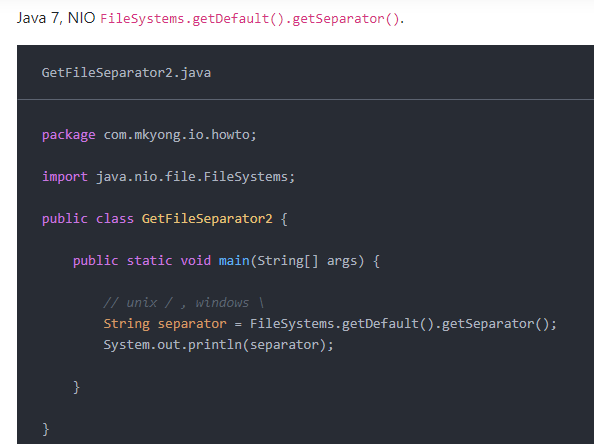 Java 7, NIO FileSystems.getDefault().getSeparator().
GetFileSeparator2.java
package com.mkyong.io.howto;
import java.nio.file.FileSystems;
public class GetFileSeparator2 {
public static void main(String[] args) {
// unix / , windows \
String separator = FileSystems.getDefault().getSeparator();
System.out.println(separator);
}
}